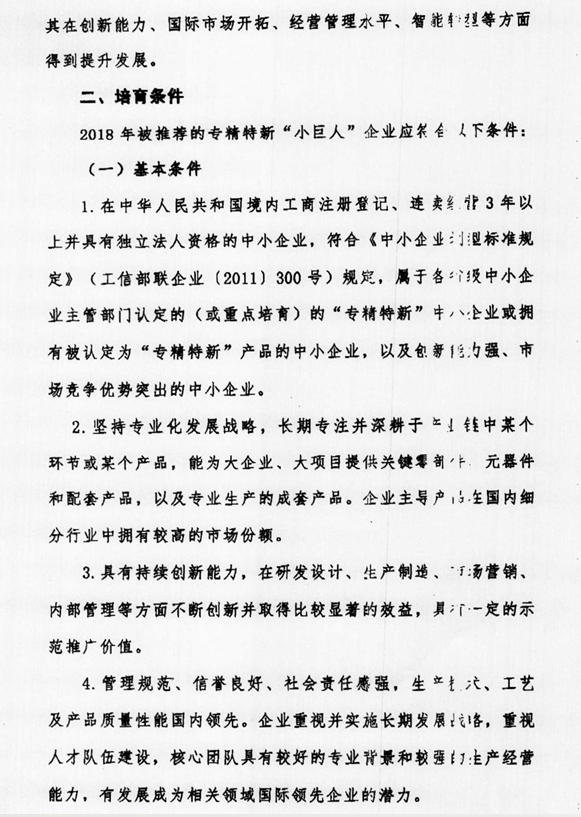 其在创新能力、国际市场开拓、经营管理水平、智能转型等方面
得到提升发展。
二、培育条件
2018 年被推荐的专精特新“小巨人”企业应符合以下条件：
（一）基本条件
1.在中华人民共和国境内工商注册登记、连续经营 3 年以
上并具有独立法人资格的中小企业，符合《中小企业划型标准规
定》（工信部联企业〔2011〕300 号）规定，属于各省级中小企
业主管部门认定的（或重点培育）的“专精特新”中小企业或拥
有被认定为“专精特新”产品的中小企业，以及创新能力强、市
场竞争优势突出的中小企业。
2.坚持专业化发展战略，长期专注并深耕于产业链中某个
环节或某个产品，能为大企业、大项目提供关键零部件、元器件
和配套产品，以及专业生产的成套产品。企业主导产品在国内细
分行业中拥有较高的市场份额。
3.具有持续创新能力，在研发设计、生产制造、市场营销、
内部管理等方面不断创新并取得比较显著的效益，具有一定的示
范推广价值。
4.管理规范、信誉良好、社会责任感强，生产技术、工艺
及产品质量性能国内领先。企业重视并实施长期发展战略，重视
人才队伍建设，核心团队具有较好的专业背景和较强的生产经营
能力，有发展成为相关领域国际领先企业的潜力。